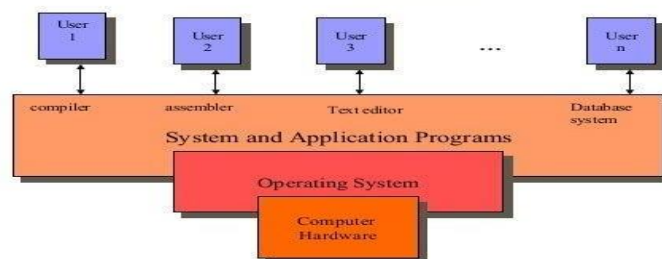 User
1
User
2
User
3
...
User
n
compiler
assembler
Text editor
Database
system
System and Application Programs
Operating System
Computer
Hardware